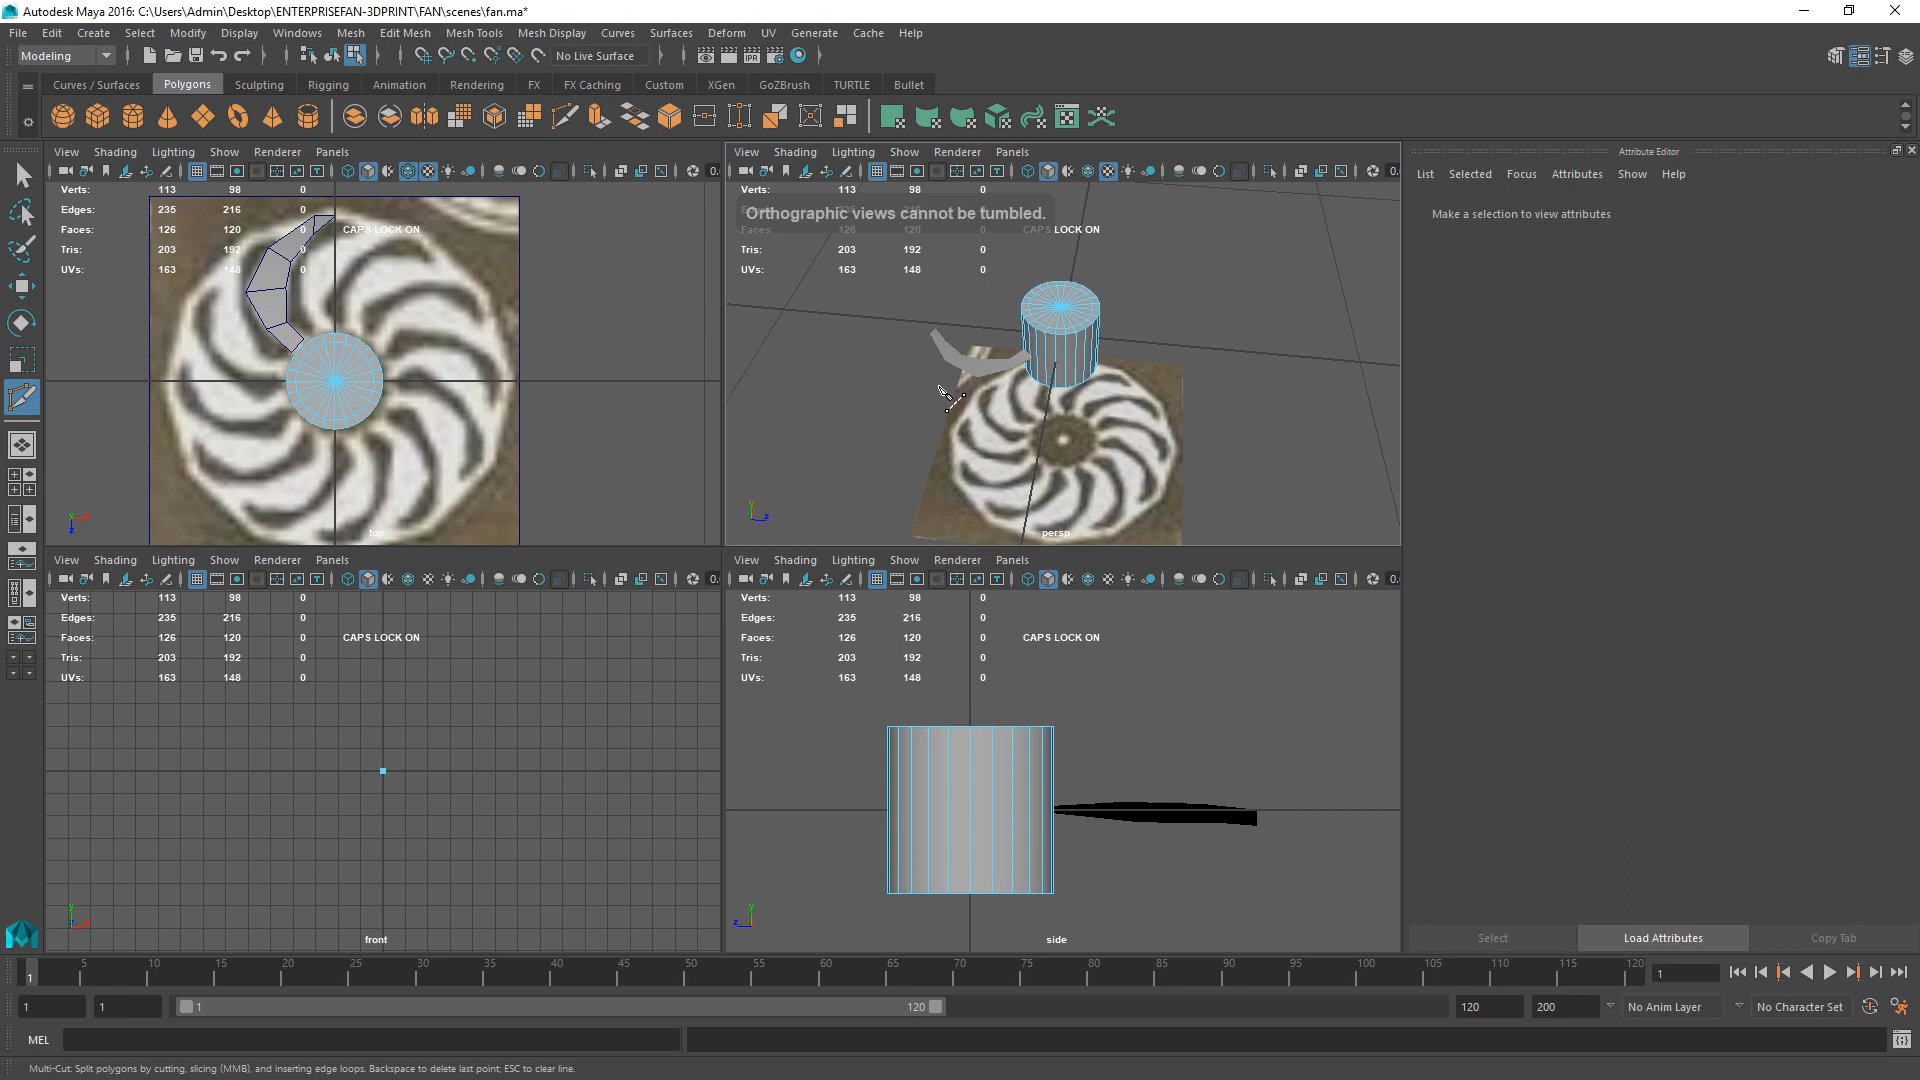 Autodesk Maya 2016: C:\Users\Admin\Desktop\ENTERPRISEFAN-3DPRINT\FAN\scenes\fan.ma*
File Edit Create Select Modify Display Windows Mesh Edit Mesh Mesh Tools Mesh Display Curves Surfaces Deform UV Generate Cache Help
Modeling No Live Surface
Curves / Surfaces Polygons Sculpting Rigging Animation Rendering FX FX Caching Custom XGen GoZBrush TURTLE Bullet
View Shading Lighting Show Renderer Panels
0.
Verts: 113 98 0
Edges: 235 216 0
Faces: 126 120 0 CAPS LOCK ON
Tris: 203 192 0
UVs: 163 148 0
top
View Shading Lighting Show Renderer Panels
0.
Verts: 113 98 0
Orthographic views cannot be tumbled.
Edges: 235 216 0
Faces: 126 120 0 CAPS LOCK ON
Tris: 203 192 0
UVs: 163 148 0
persp
View Shading Lighting Show Renderer Panels
0.
Verts: 113 98 0
Edges: 235 216 0
Faces: 126 120 0 CAPS LOCK ON
Tris: 203 192 0
UVs: 163 148 0
front
View Shading Lighting Show Renderer Panels
0.
Verts: 113 98 0
Edges: 235 216 0
Faces: 126 120 0 CAPS LOCK ON
Tris: 203 192 0
UVs: 163 148 0
side
Attribute Editor
List Selected Focus Attributes Show Help
Make a selection to view attributes
Select Load Attributes Copy Tab
1 5 10 15 20 25 30 35 40 45 50 55 60 65 70 75 80 85 90 95 100 105 110 115 120 1
1 1 1 120 120 200 No Anim Layer No Character Set
MEL
Multi-Cut: Split polygons by cutting, slicing (MMB), and inserting edge loops. Backspace to delete last point; ESC to clear line.